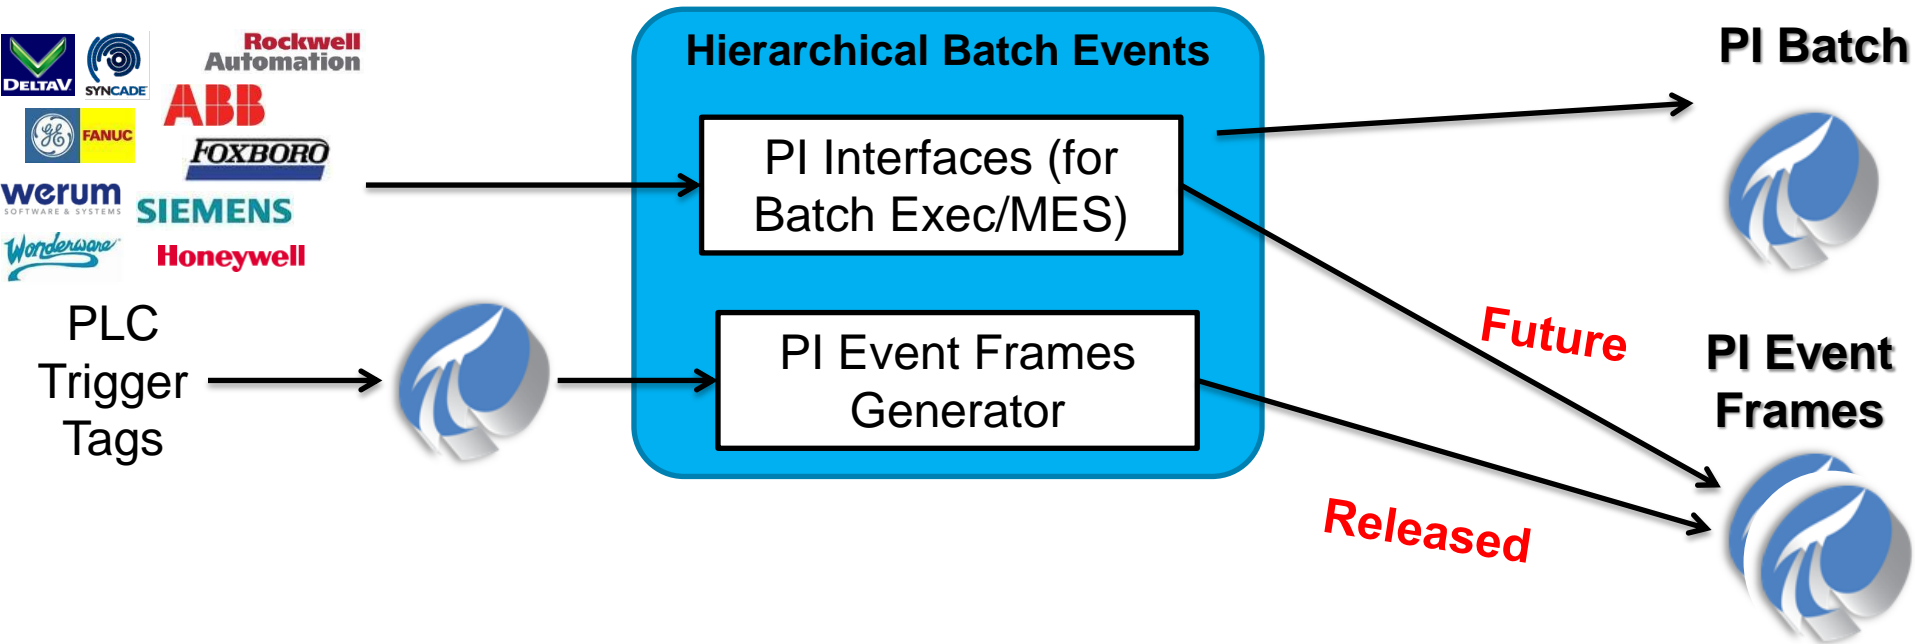 DELTAV
SYNCADE
Rockwell
Automation
ABB
GE
FANUC
FOXBORO
werum
SOFTWARE & SYSTEMS
SIEMENS
Wonderware
Honeywell
PLC
Trigger
Tags
Hierarchical Batch Events
PI Interfaces (for
Batch Exec/MES)
PI Event Frames
Generator
Future
Released
PI Batch
PI Event
Frames